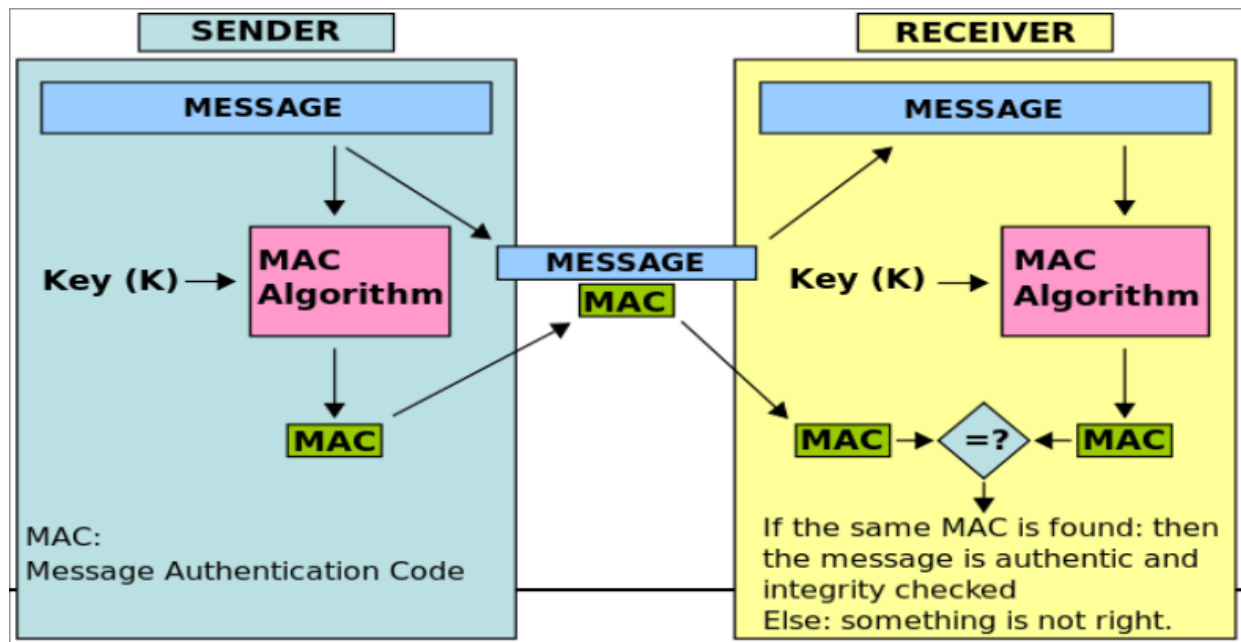 SENDER
MESSAGE
Key (K)
MAC
Algorithm
MAC
MAC:
Message Authentication Code
MESSAGE
MAC
RECEIVER
MESSAGE
Key (K)
MAC
Algorithm
MAC
=?
MAC
If the same MAC is found: then
the message is authentic and
integrity checked
Else: something is not right.